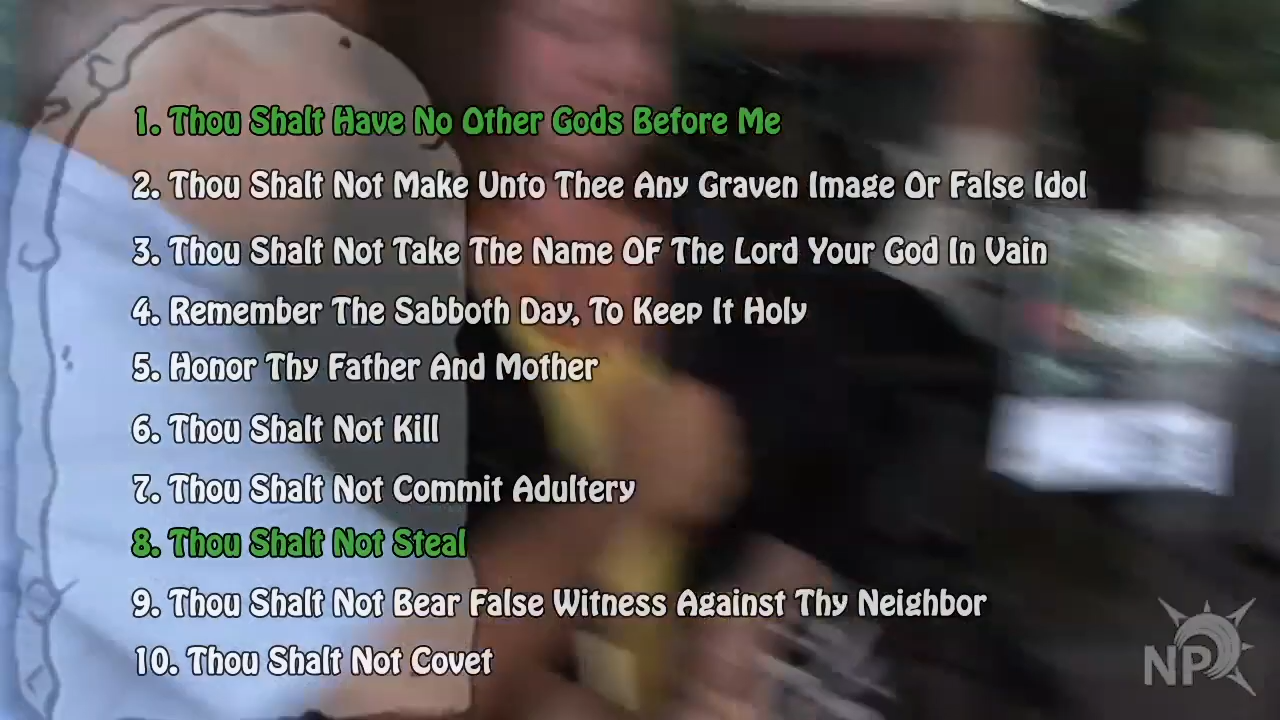 1. Thou Shalt Have No Other Gods Before Me
2. Thou Shalt Not Make Unto Thee Any Graven Image Or False Idol
3. Thou Shalt Not Take The Name OF The Lord Your God In Vain
4. Remember The Sabboth Day, To Keep It Holy
5. Honor Thy Father And Mother
6. Thou Shalt Not Kill
7. Thou Shalt Not Commit Adultery
8. Thou Shalt Not Steal
9. Thou Shalt Not Bear False Witness Against Thy Neighbor
10. Thou Shalt Not Covet
NP